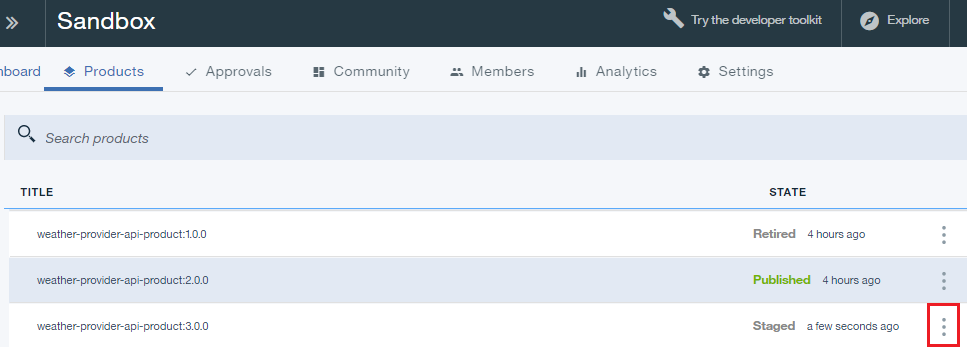 Sandbox Try the developer toolkit Explore
nboard Products Approvals Community Members Analytics Settings
Search products
TITLE STATE
weather-provider-api-product:1.0.0 Retired 4 hours ago
weather-provider-api-product:2.0.0 Published 4 hours ago
weather-provider-api-product:3.0.0 Staged a few seconds ago